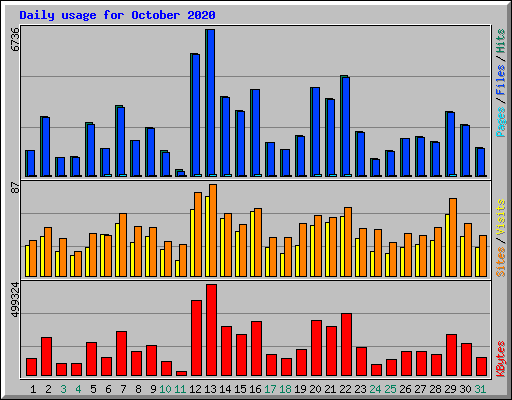 Daily usage for October 2020
6736
Pages / Files / Hits
87
Sites / Visits
499324
KBytes
1 2 3 4 5 6 7 8 9 10 11 12 13 14 15 16 17 18 19 20 21 22 23 24 25 26 27 28 29 30 31